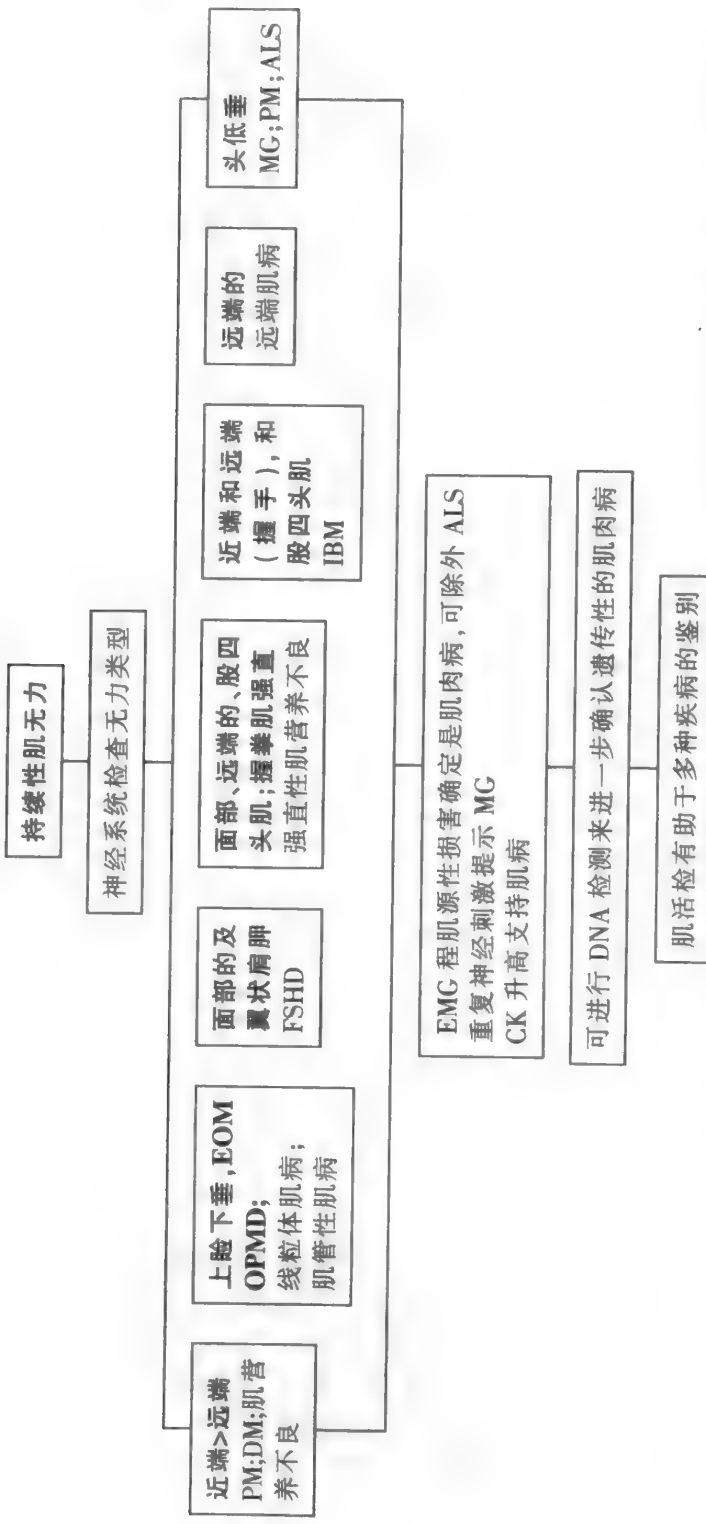 持续性肌无力
神经系统检查无力类型
近端>远端
PM;DM;肌营
养不良
上睑下垂,EOM
OPMD;
线粒体肌病;
肌管性肌病
面部的及
翼状肩胛
FSHD
面部、远端的、股四
头肌;握拳肌强直
强直性肌营养不良
近端和远端
(握手),和
股四头肌
IBM
远端的
远端肌病
头低垂
MG;PM;ALS
EMG 程肌源性损害确定是肌肉病,可除外 ALS
重复神经刺激提示 MG
CK 升高支持肌病
可进行 DNA 检测来进一步确认遗传性的肌肉病
肌活检有助于多种疾病的鉴别